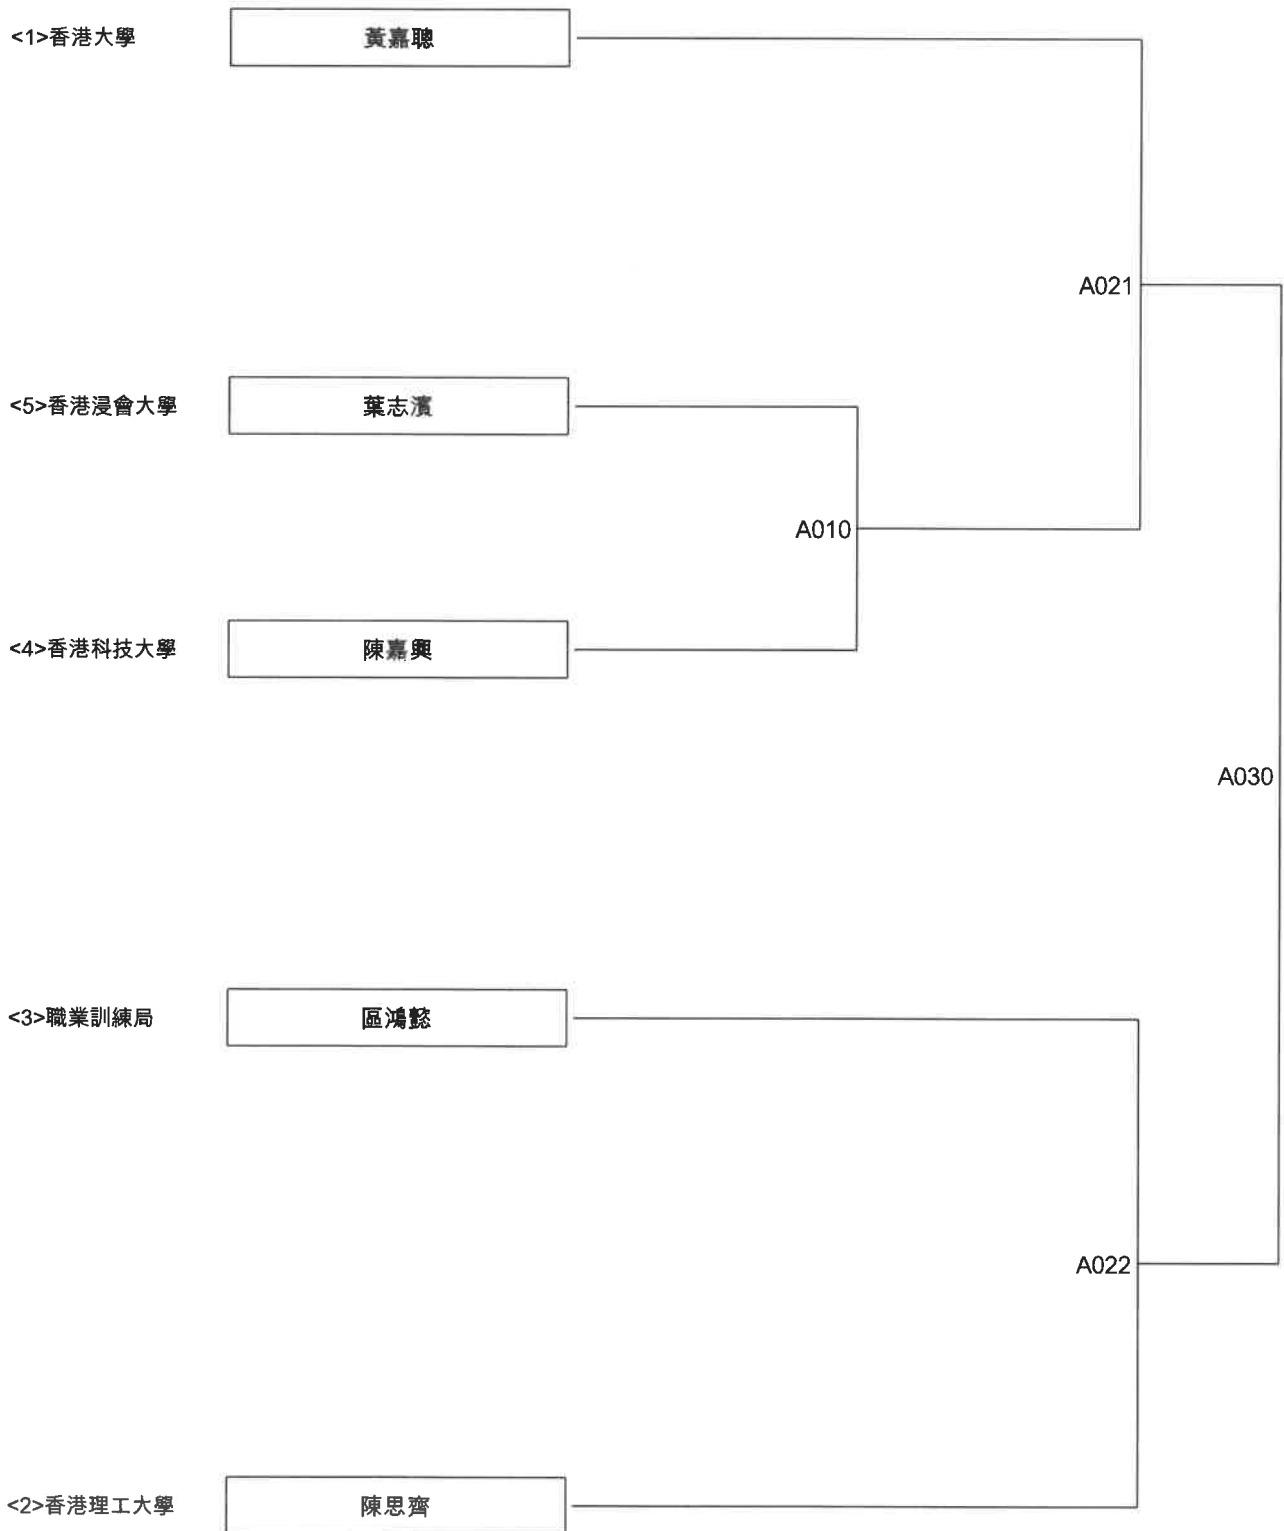 <1>香港大學 黃嘉聰
A021
<5>香港浸會大學 葉志濱
A010
<4>香港科技大學 陳嘉興
A030
<3>職業訓練局 區鴻懿
A022
<2>香港理工大學 陳思齊